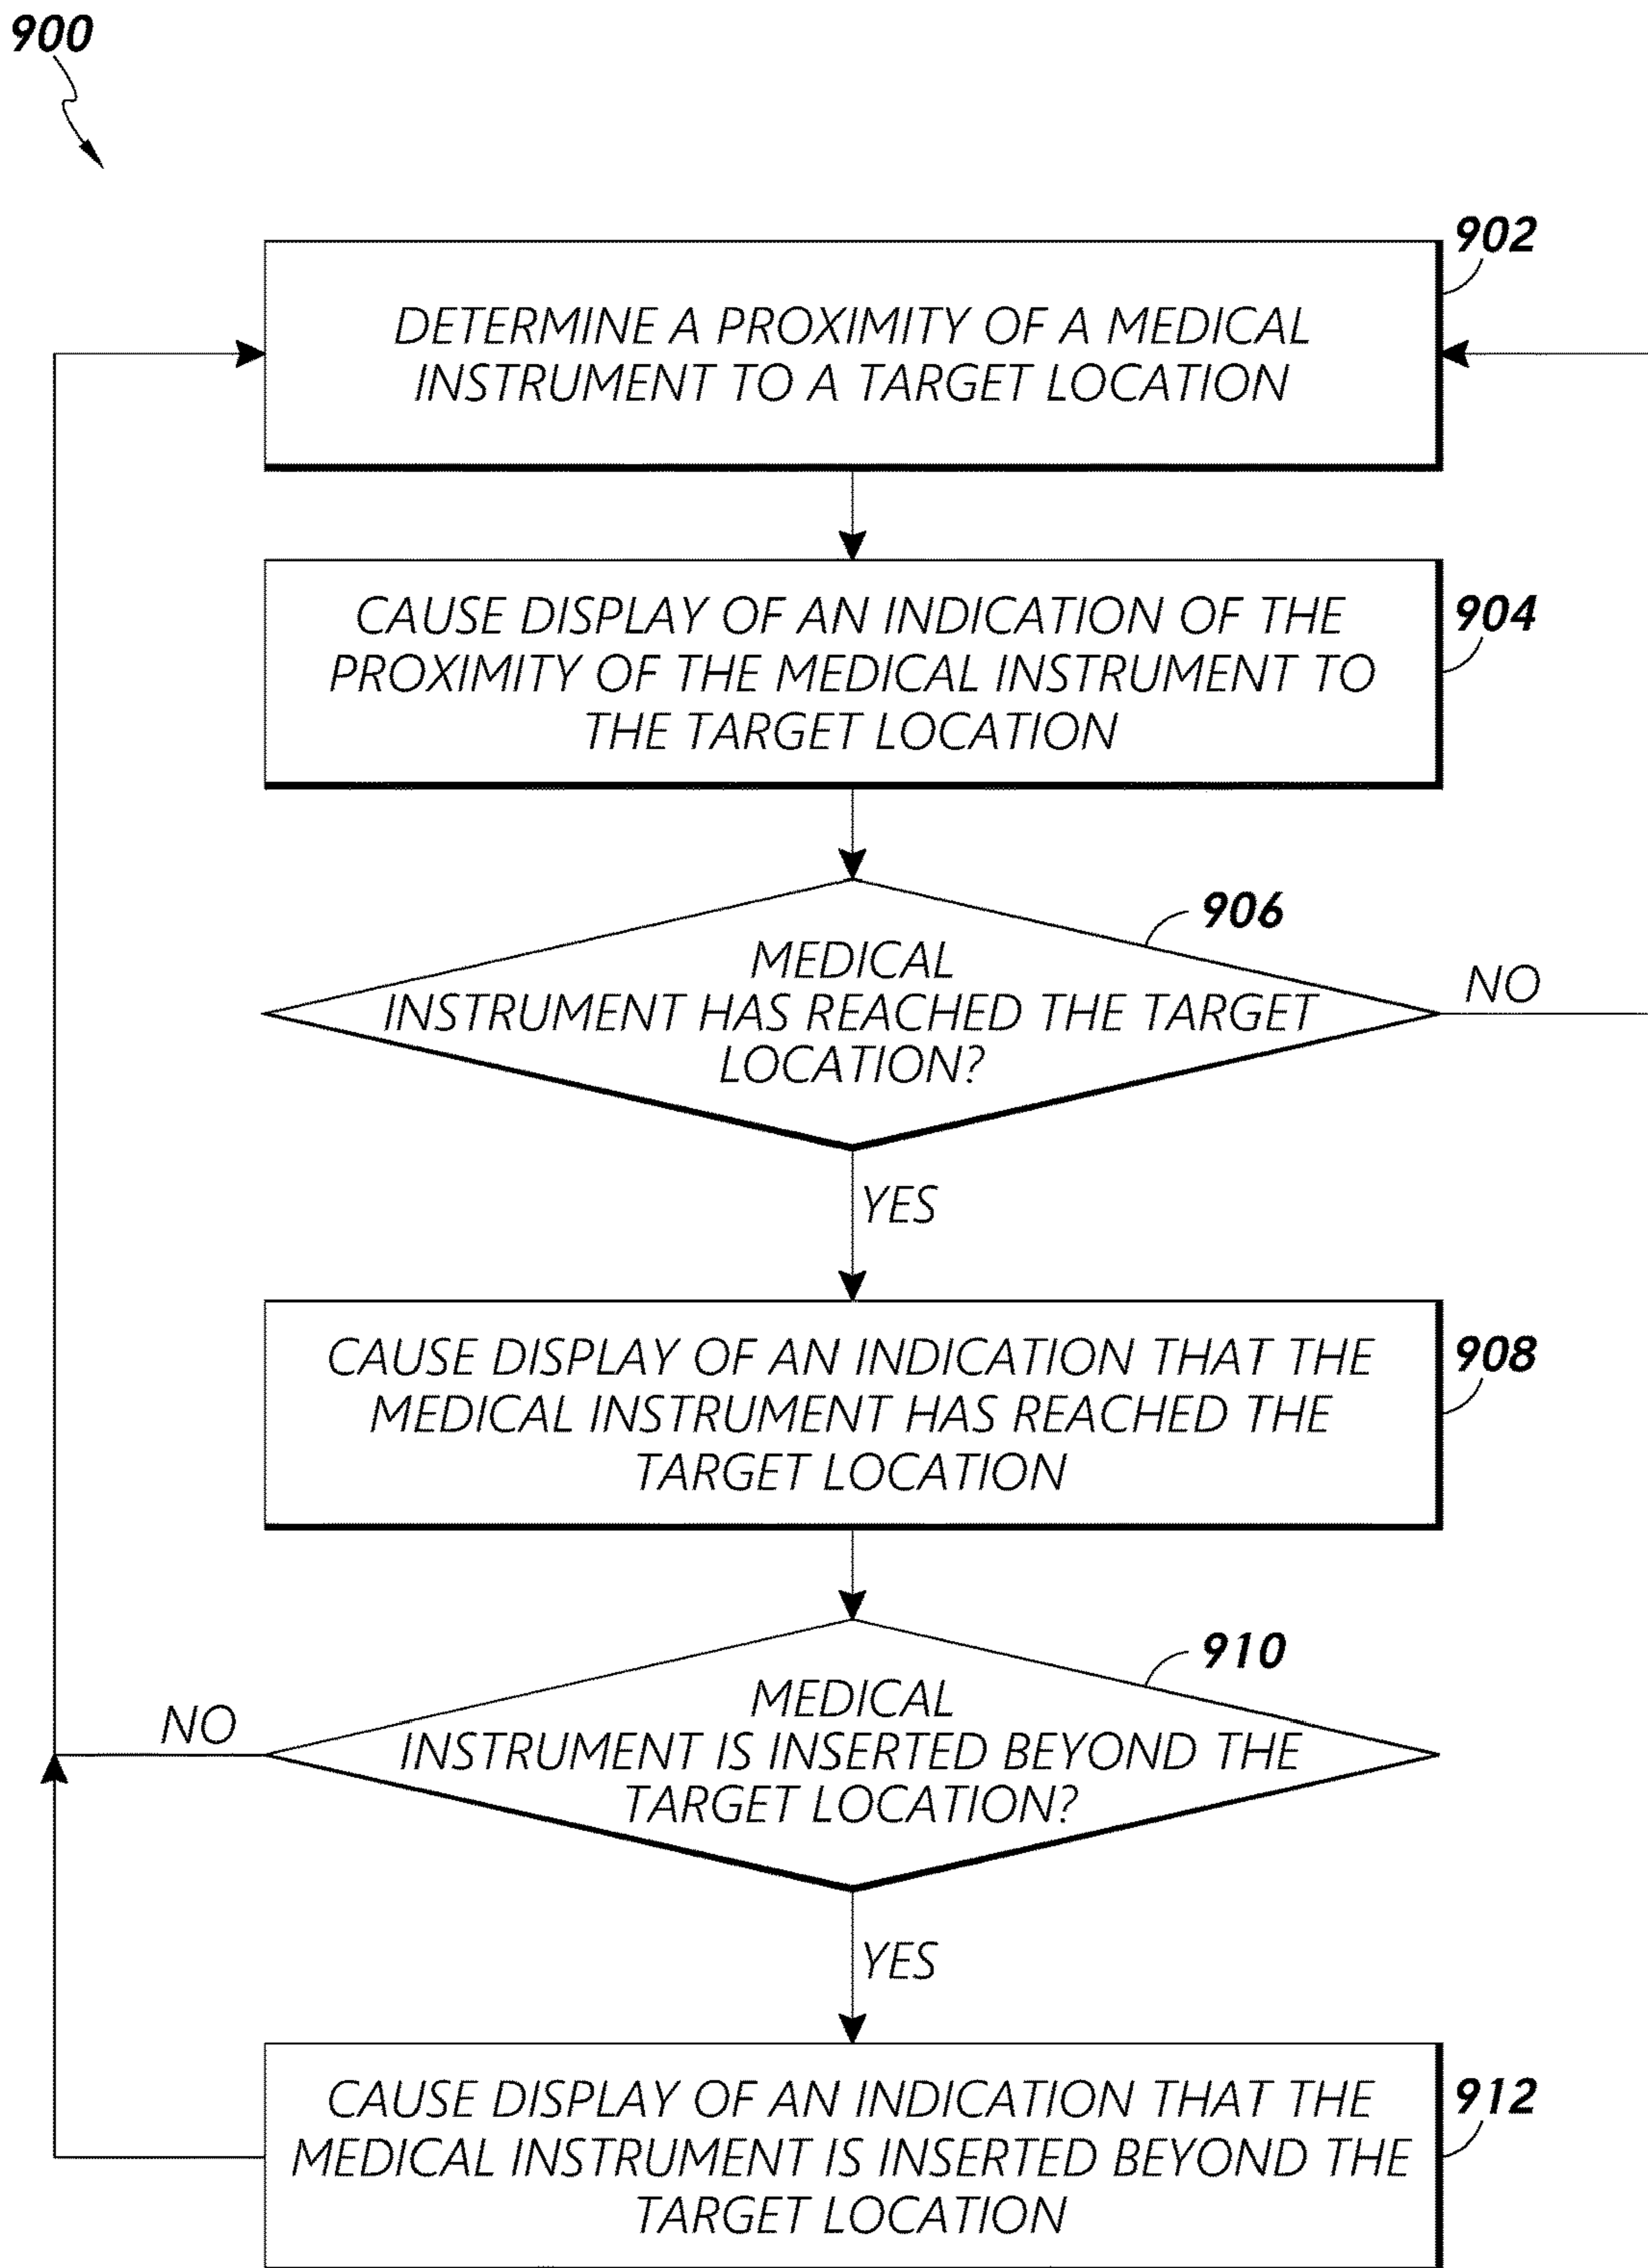 900
902
DETERMINE A PROXIMITY OF A MEDICAL
INSTRUMENT TO A TARGET LOCATION
904
CAUSE DISPLAY OF AN INDICATION OF THE
PROXIMITY OF THE MEDICAL INSTRUMENT TO
THE TARGET LOCATION
906
MEDICAL
INSTRUMENT HAS REACHED THE TARGET
LOCATION?
NO
YES
908
CAUSE DISPLAY OF AN INDICATION THAT THE
MEDICAL INSTRUMENT HAS REACHED THE
TARGET LOCATION
910
MEDICAL
INSTRUMENT IS INSERTED BEYOND THE
TARGET LOCATION?
NO
YES
912
CAUSE DISPLAY OF AN INDICATION THAT THE
MEDICAL INSTRUMENT IS INSERTED BEYOND THE
TARGET LOCATION